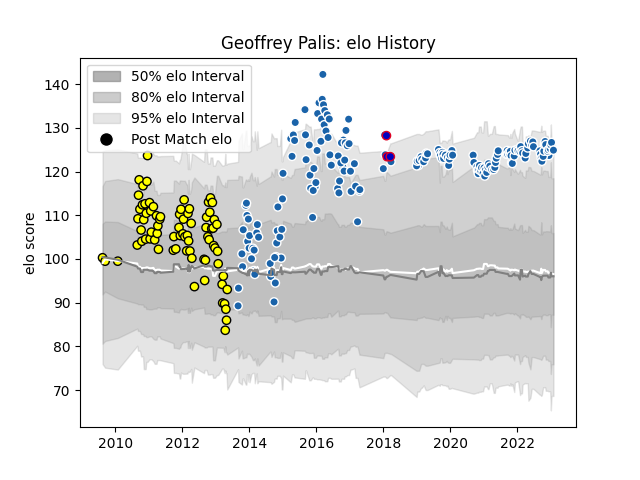 Geoffrey Palis: elo History
50% elo Interval
80% elo Interval
95% elo Interval
Post Match elo
elo score
140
130
120
110
100
90
80
70
2010 2012 2014 2016 2018 2020 2022